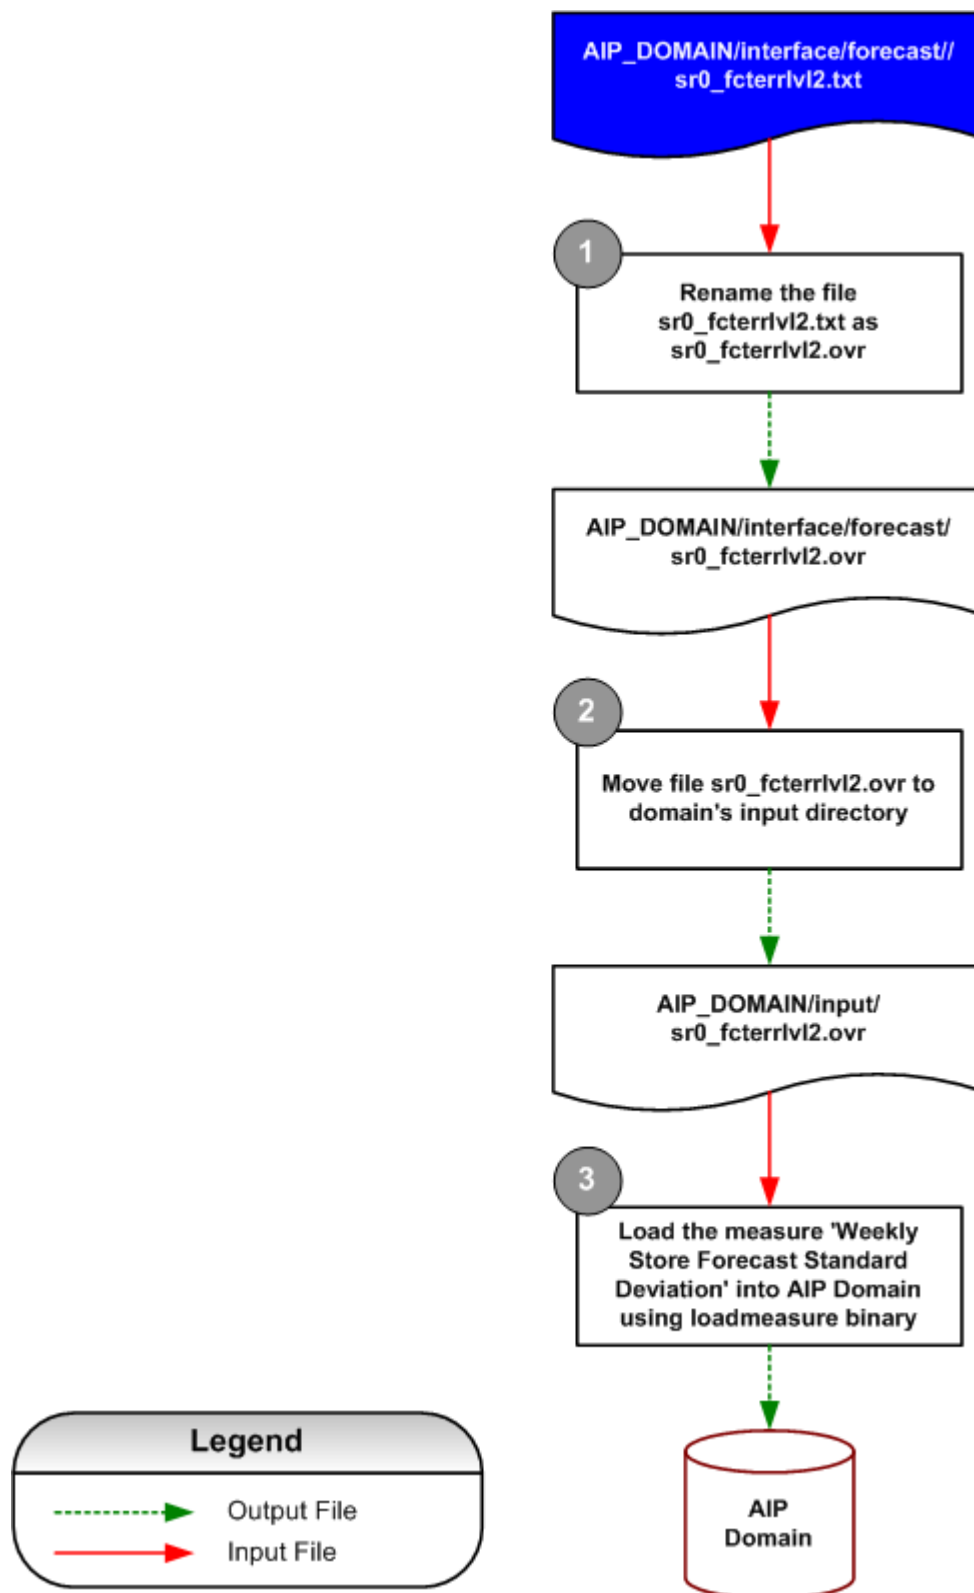 AIP_DOMAIN/interface/forecast//
sr0_fcterrlvl2.txt
1
Rename the file
sr0_fcterrlvl2.txt as
sr0_fcterrlvl2.ovr
AIP_DOMAIN/interface/forecast/
sr0_fcterrlvl2.ovr
2
Move file sr0_fcterrlvl2.ovr to
domain's input directory
AIP_DOMAIN/input/
sr0_fcterrlvl2.ovr
3
Load the measure 'Weekly
Store Forecast Standard
Deviation' into AIP Domain
using loadmeasure binary
AIP
Domain
Legend
Output File
Input File